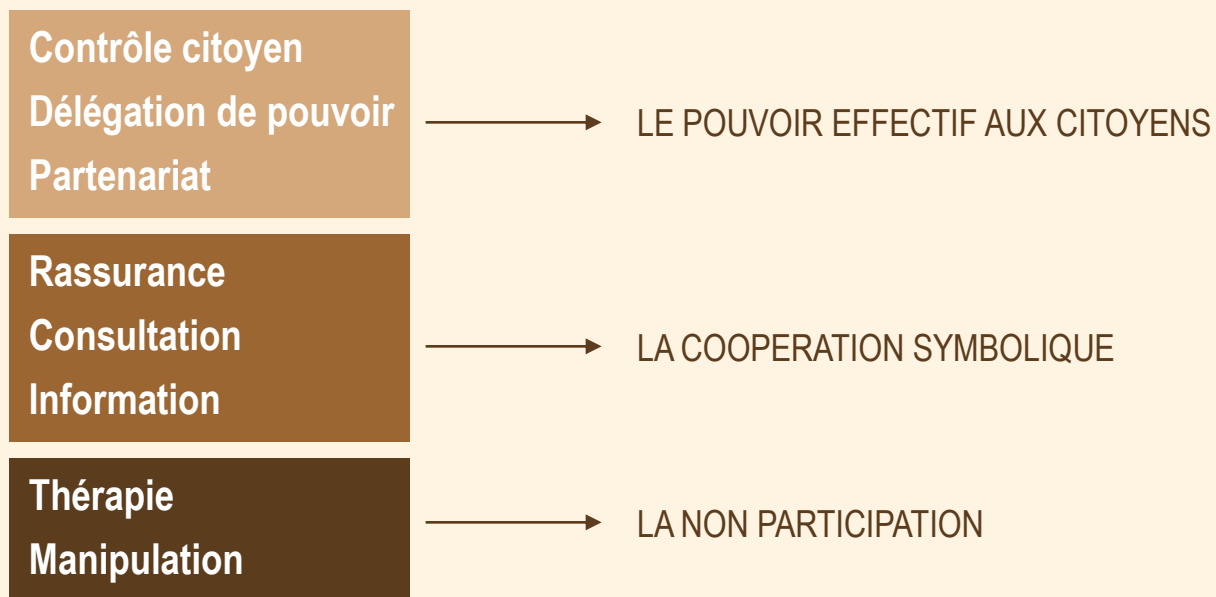 Contrôle citoyen
Délégation de pouvoir
Partenariat
LE POUVOIR EFFECTIF AUX CITOYENS
Rassurance
Consultation
Information
LA COOPERATION SYMBOLIQUE
Thérapie
Manipulation
LA NON PARTICIPATION